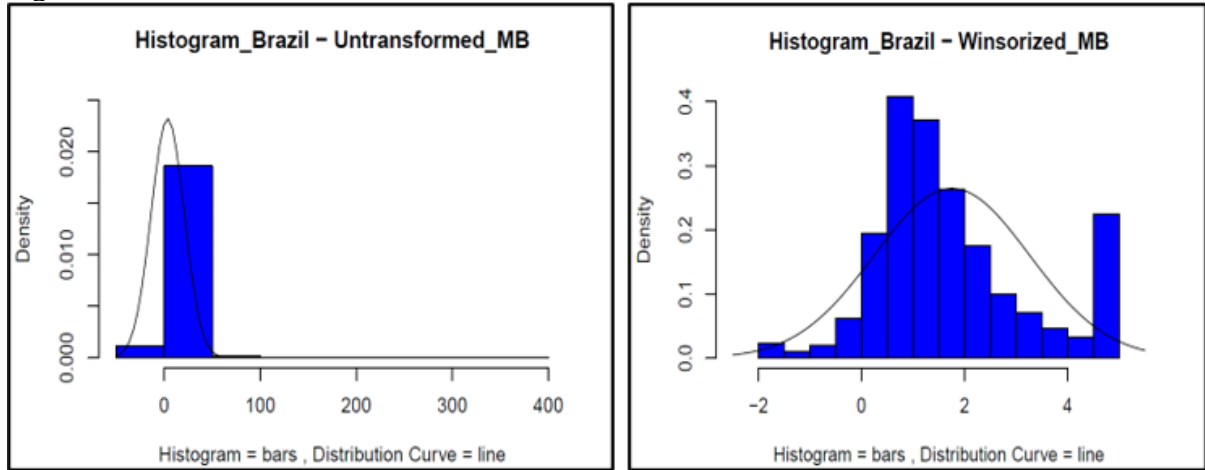 Histogram_Brazil − Untransformed_MB
Density
0.000
0.010
0.020
0
100
200
300
400
Histogram = bars , Distribution Curve = line
Histogram_Brazil − Winsorized_MB
Density
0.0
0.1
0.2
0.3
0.4
−2
0
2
4
Histogram = bars , Distribution Curve = line